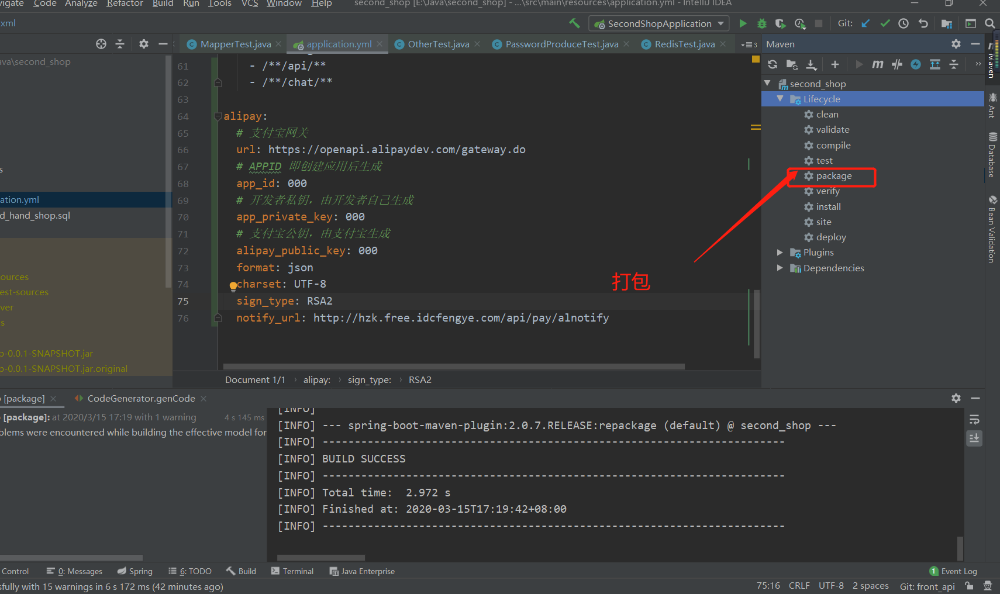 vigate Code Analyze Refactor Build Run Tools VCS Window Help second_shop [E:\Java\second_shop] - ...\src\main\resources\application.yml - IntelliJ IDEA
xml
SecondShopApplication
Git:
MapperTest.java
application.yml
OtherTest.java
PasswordProduceTest.java
RedisTest.java
3
Maven
ava\second_shop
s
ation.yml
d_hand_shop.sql
ources
est-sources
ver
s
p-0.0.1-SNAPSHOT.jar
p-0.0.1-SNAPSHOT.jar.original
61 - /**/api/**
62 - /**/chat/**
63
64 alipay:
65 # 支付宝网关
66 url: https://openapi.alipaydev.com/gateway.do
67 # APPID 即创建应用后生成
68 app_id: 000
69 # 开发者私钥，由开发者自己生成
70 app_private_key: 000
71 # 支付宝公钥，由支付宝生成
72 alipay_public_key: 000
73 format: json
74 charset: UTF-8
75 sign_type: RSA2
76 notify_url: http://hzk.free.idcfengye.com/api/pay/alnotify
打包
Document 1/1 › alipay: › sign_type: › RSA2
second_shop
Lifecycle
clean
validate
compile
test
package
verify
install
site
deploy
Plugins
Dependencies
Maven
Ant
Database
Bean Validation
[package]
CodeGenerator.genCode
[package]: at 2020/3/15 17:19 with 1 warning 4 s 145 ms
blems were encountered while building the effective model for
[INFO]
[INFO] --- spring-boot-maven-plugin:2.0.7.RELEASE:repackage (default) @ second_shop ---
[INFO] ------------------------------------------------------------------------
[INFO] BUILD SUCCESS
[INFO] ------------------------------------------------------------------------
[INFO] Total time:  2.972 s
[INFO] Finished at: 2020-03-15T17:19:42+08:00
[INFO] ------------------------------------------------------------------------
Control 0: Messages Spring 6: TODO Build Terminal Java Enterprise 1 Event Log
sfully with 15 warnings in 6 s 172 ms (42 minutes ago) 75:16 CRLF UTF-8 2 spaces Git: front_api